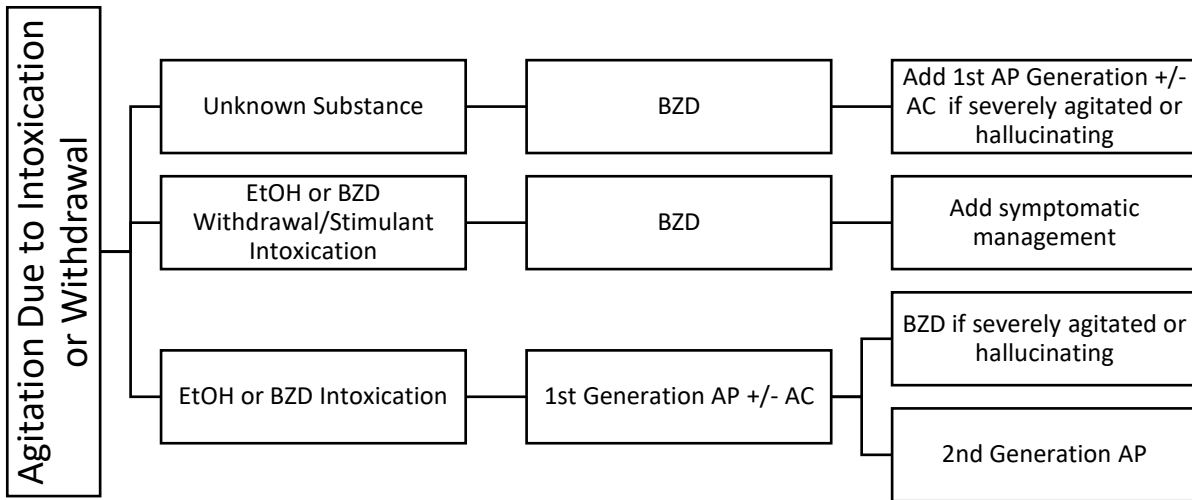 Agitation Due to Intoxication
or Withdrawal
Unknown Substance
BZD
Add 1st AP Generation +/-
AC if severely agitated or
hallucinating
EtOH or BZD
Withdrawal/Stimulant
Intoxication
BZD
Add symptomatic
management
EtOH or BZD Intoxication
1st Generation AP +/- AC
BZD if severely agitated or
hallucinating
2nd Generation AP